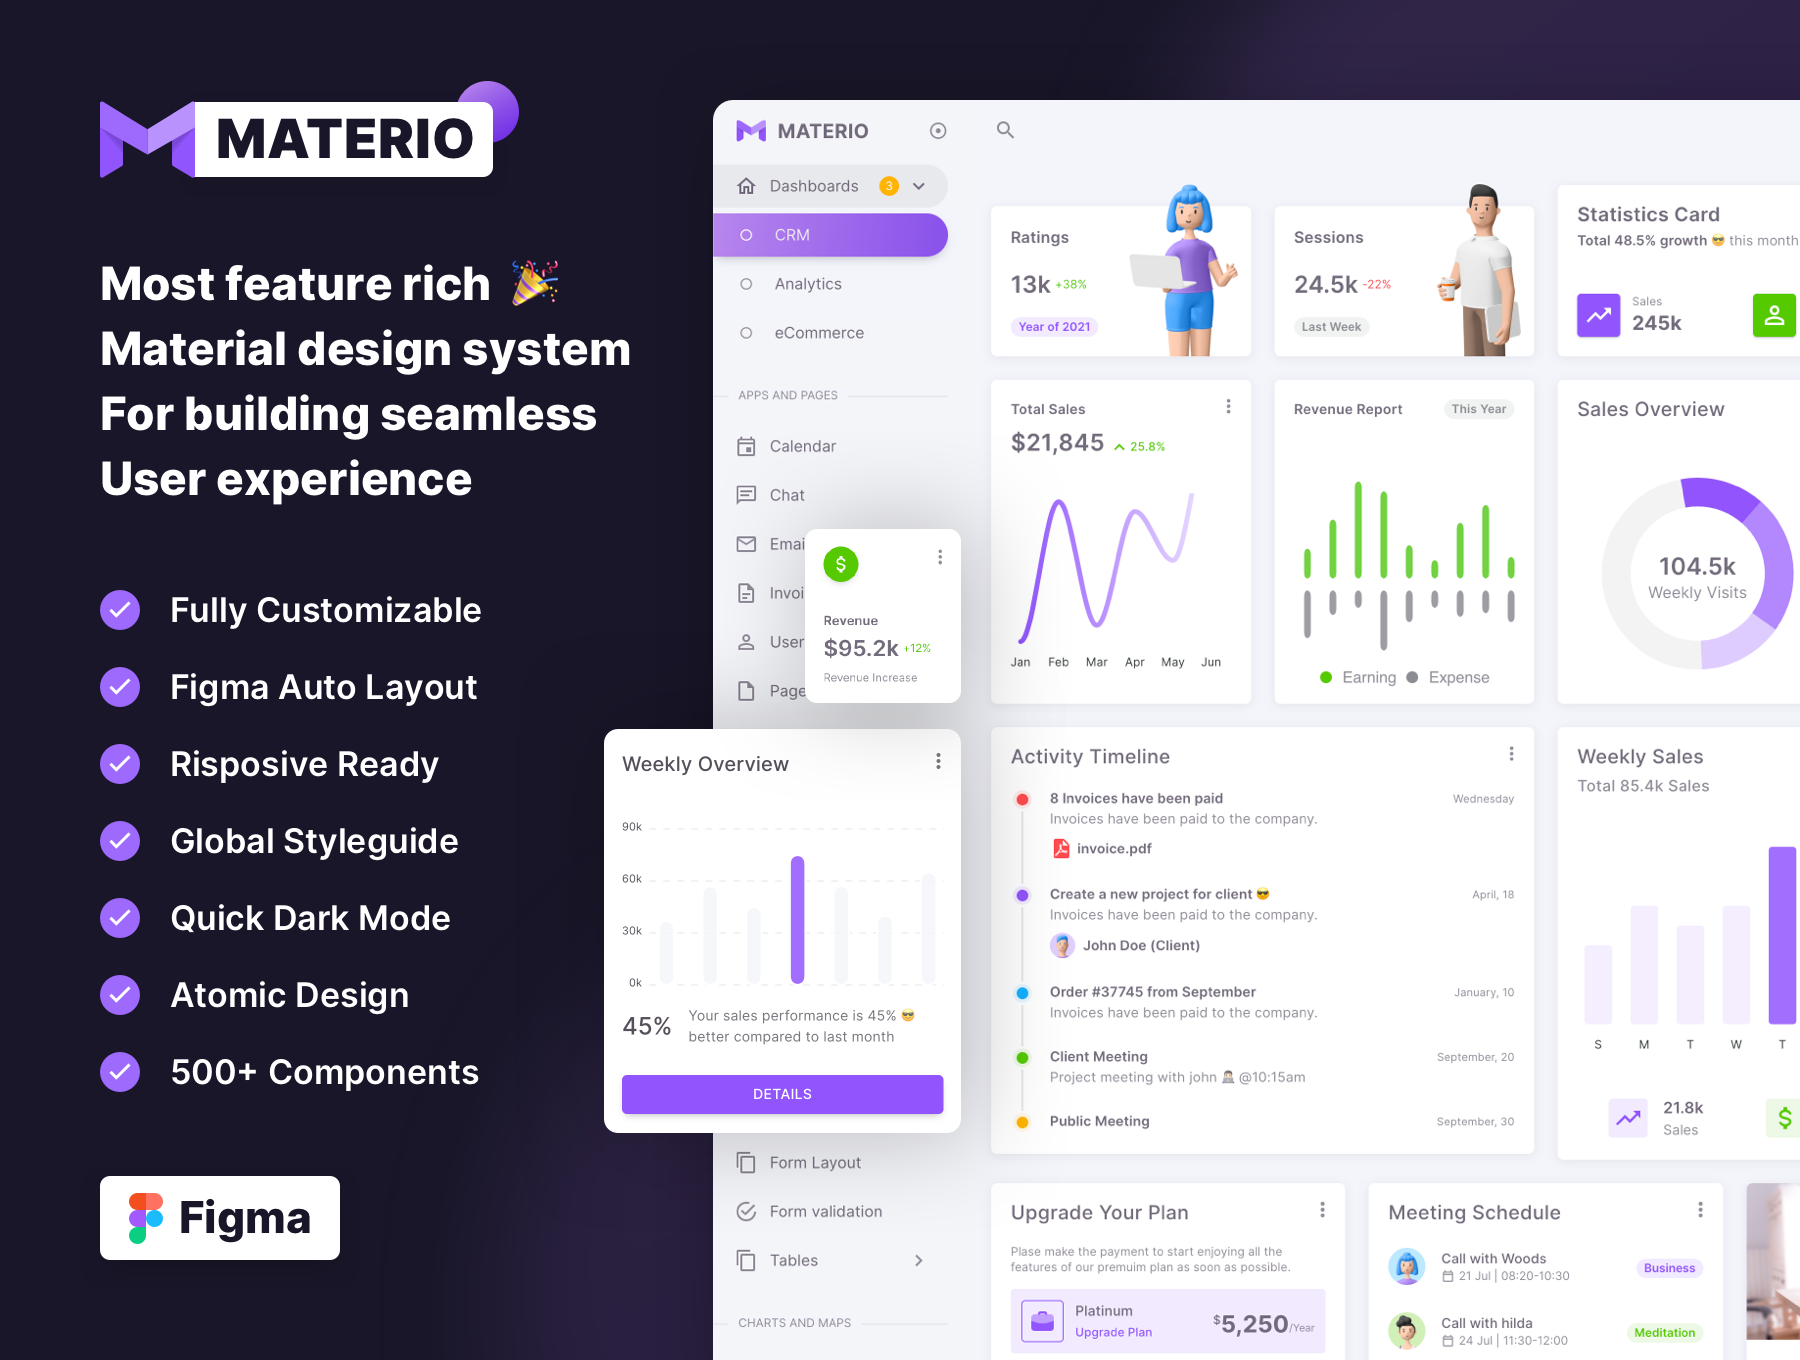 MATERIO
Most feature rich 🎉
Material design system
For building seamless
User experience
Fully Customizable
Figma Auto Layout
Risposive Ready
Global Styleguide
Quick Dark Mode
Atomic Design
500+ Components
Figma
MATERIO
Dashboards 3
CRM
Analytics
eCommerce
APPS AND PAGES
Calendar
Chat
Emai
Invoi
User
Page
Form Layout
Form validation
Tables
CHARTS AND MAPS
$
Revenue
$95.2k +12%
Revenue Increase
Weekly Overview
90k
60k
30k
0k
45%
Your sales performance is 45% 😎
better compared to last month
DETAILS
Ratings
13k +38%
Year of 2021
Sessions
24.5k -22%
Last Week
Statistics Card
Total 48.5% growth 😎 this month
Sales
245k
Total Sales
$21,845 25.8%
Jan Feb Mar Apr May Jun
Revenue Report This Year
Earning Expense
Sales Overview
104.5k
Weekly Visits
Activity Timeline
8 Invoices have been paid Wednesday
Invoices have been paid to the company.
invoice.pdf
Create a new project for client 😎 April, 18
Invoices have been paid to the company.
John Doe (Client)
Order #37745 from September January, 10
Invoices have been paid to the company.
Client Meeting September, 20
Project meeting with john @10:15am
Public Meeting September, 30
Weekly Sales
Total 85.4k Sales
S M T W T
21.8k
Sales
$
Upgrade Your Plan
Plase make the payment to start enjoying all the
features of our premuim plan as soon as possible.
Platinum
Upgrade Plan
$5,250/Year
Meeting Schedule
Call with Woods
21 Jul | 08:20-10:30
Business
Call with hilda
24 Jul | 11:30-12:00
Meditation